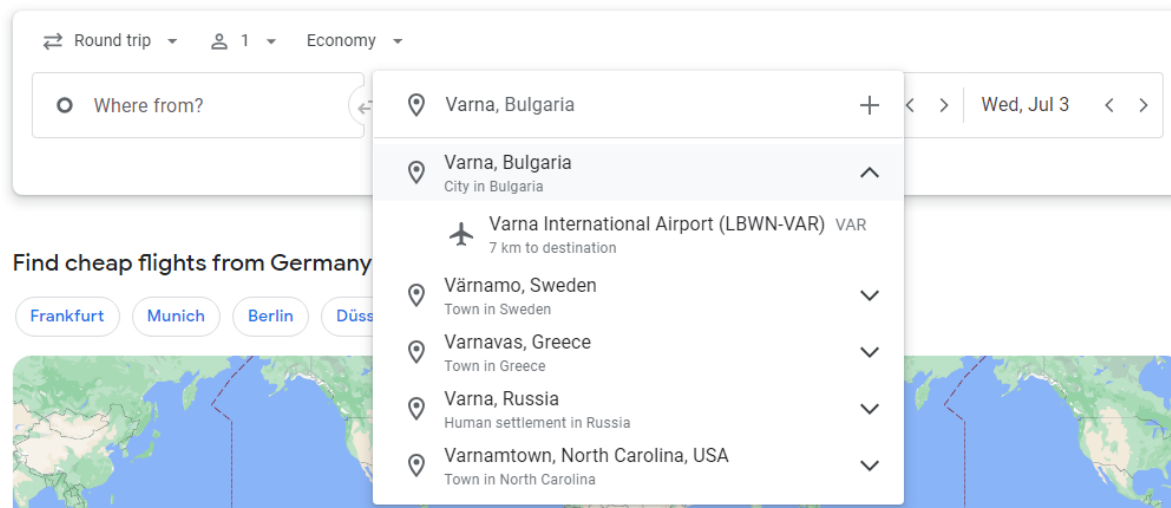 Round trip 1 Economy
Where from? Varna, Bulgaria Wed, Jul 3
Varna, Bulgaria
City in Bulgaria
Varna International Airport (LBWN-VAR) VAR
7 km to destination
Find cheap flights from Germany
Värnamo, Sweden
Town in Sweden
Frankfurt Munich Berlin Düss
Varnavas, Greece
Town in Greece
Varna, Russia
Human settlement in Russia
Varnamtown, North Carolina, USA
Town in North Carolina